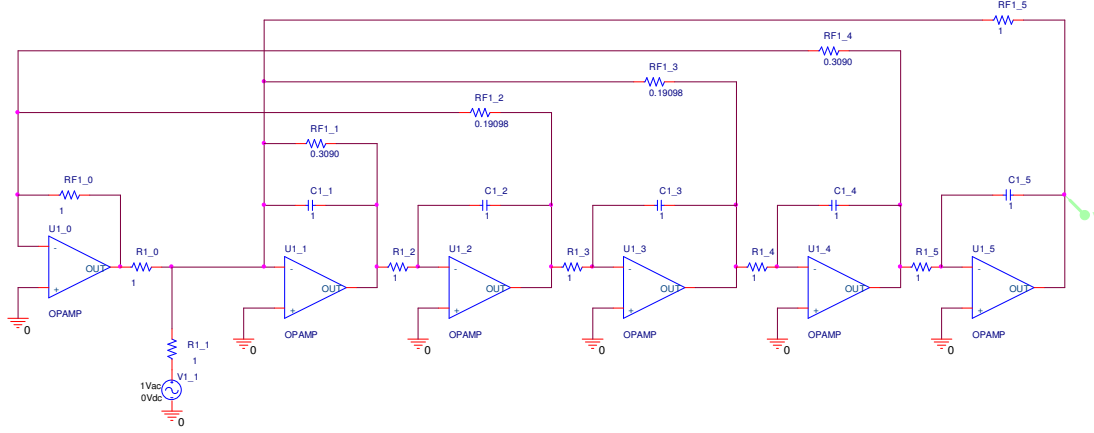 RF1_5
1
RF1_4
0.3090
RF1_3
0.19098
RF1_2
0.19098
RF1_1
0.3090
RF1_0
1
C1_1
1
C1_2
1
C1_3
1
C1_4
1
C1_5
1
U1_0
-
+
OUT
OPAMP
0
R1_0
1
U1_1
-
+
OUT
OPAMP
0
R1_2
1
U1_2
-
+
OUT
OPAMP
0
R1_3
1
U1_3
-
+
OUT
OPAMP
0
R1_4
1
U1_4
-
+
OUT
OPAMP
0
R1_5
1
U1_5
-
+
OUT
OPAMP
0
R1_1
1
V1_1
1Vac
0Vdc
0